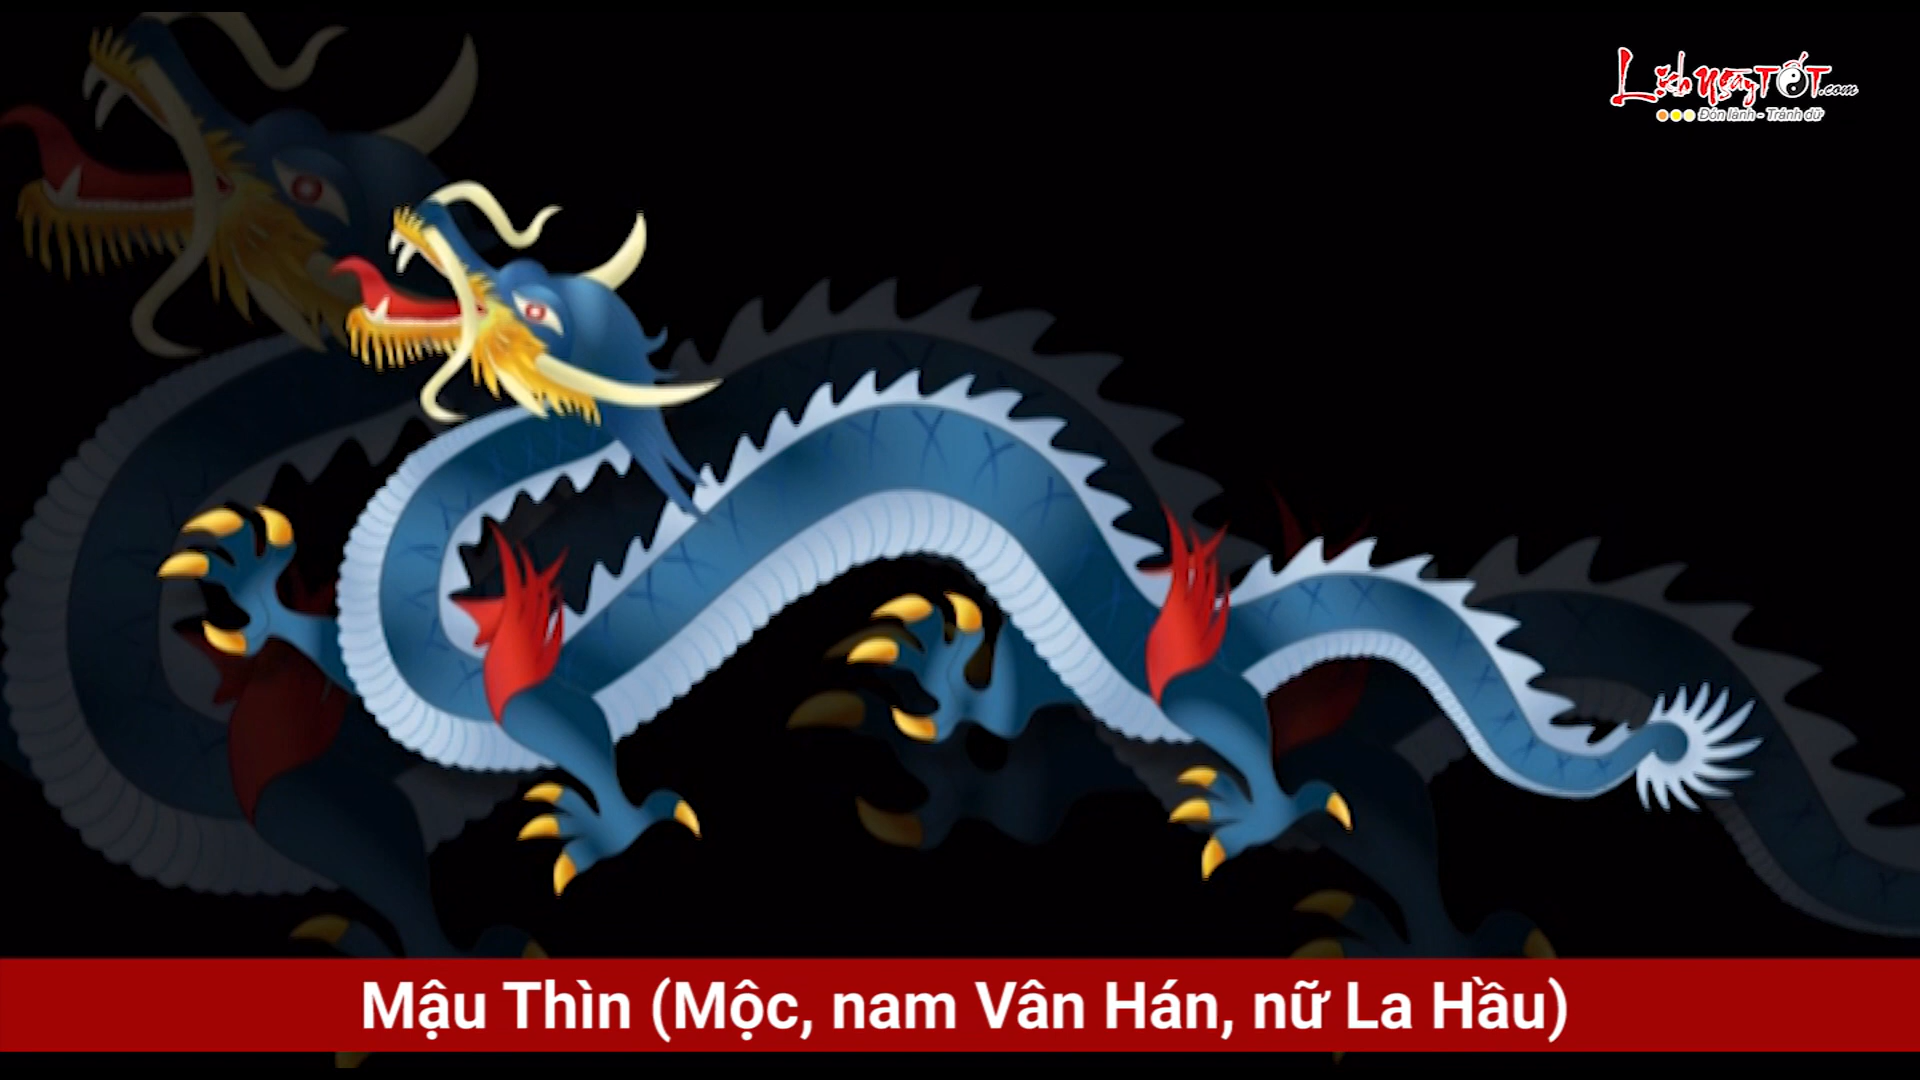 LịchNgàyTỐT.com
Đón lành - Tránh dữ
Mậu Thìn (Mộc, nam Vân Hán, nữ La Hầu)